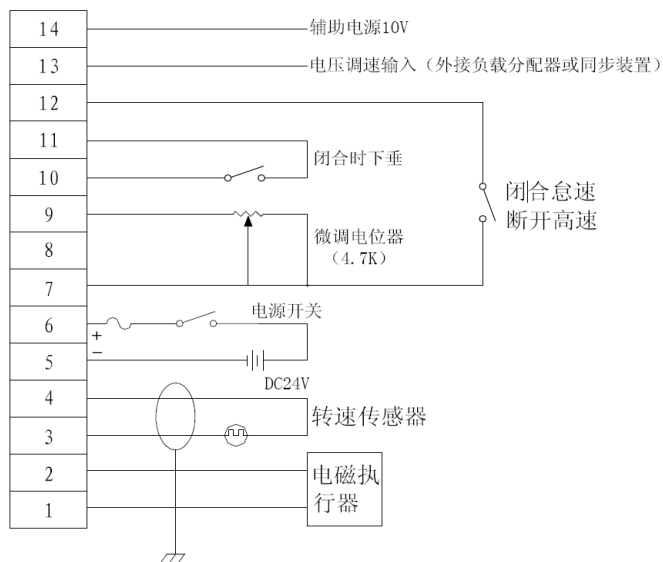 14
辅助电源10V
13
电压调速输入（外接负载分配器或同步装置）
12
11
闭合时下垂
10
闭合怠速
断开高速
9
微调电位器
（4.7K）
8
7
6
电源开关
+
−
5
DC24V
4
转速传感器
3
2
电磁执
行器
1